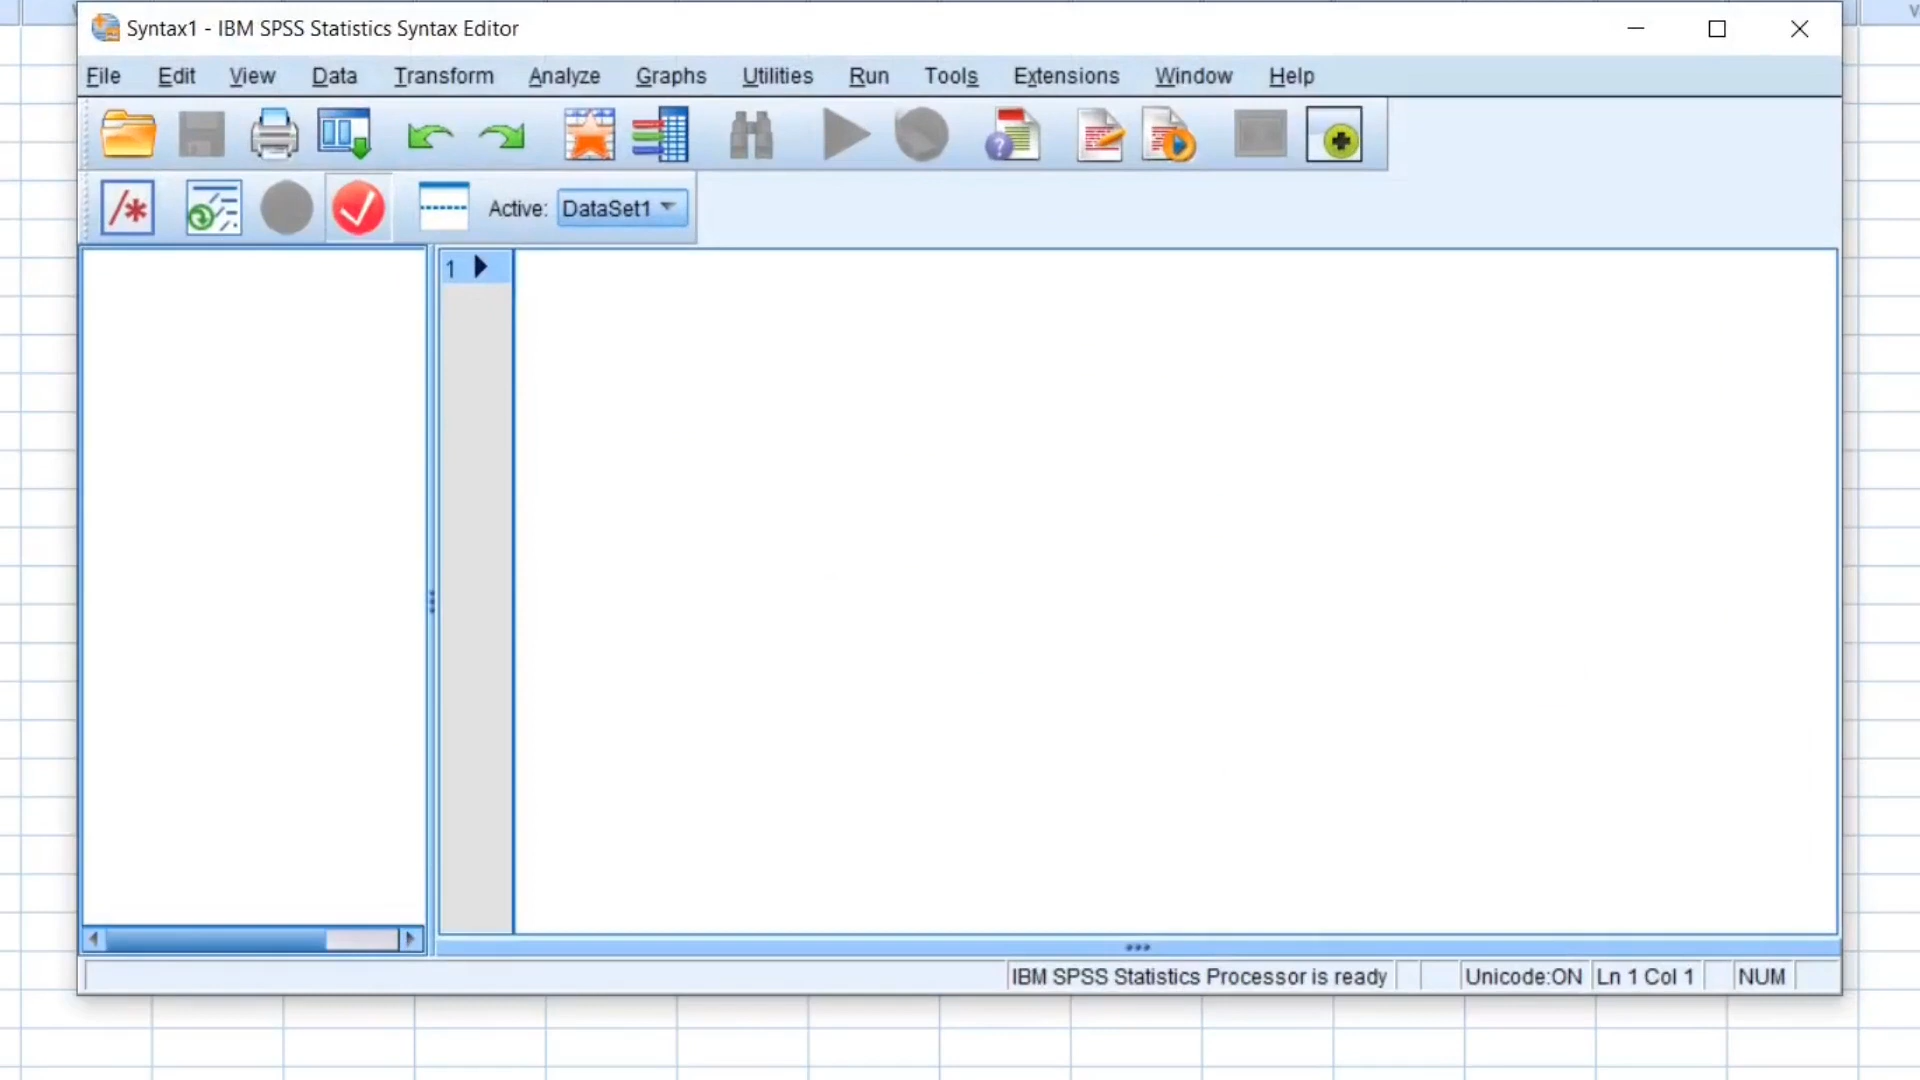 Syntax1 - IBM SPSS Statistics Syntax Editor
File Edit View Data Transform Analyze Graphs Utilities Run Tools Extensions Window Help
Active: DataSet1
1
IBM SPSS Statistics Processor is ready Unicode:ON Ln 1 Col 1 NUM